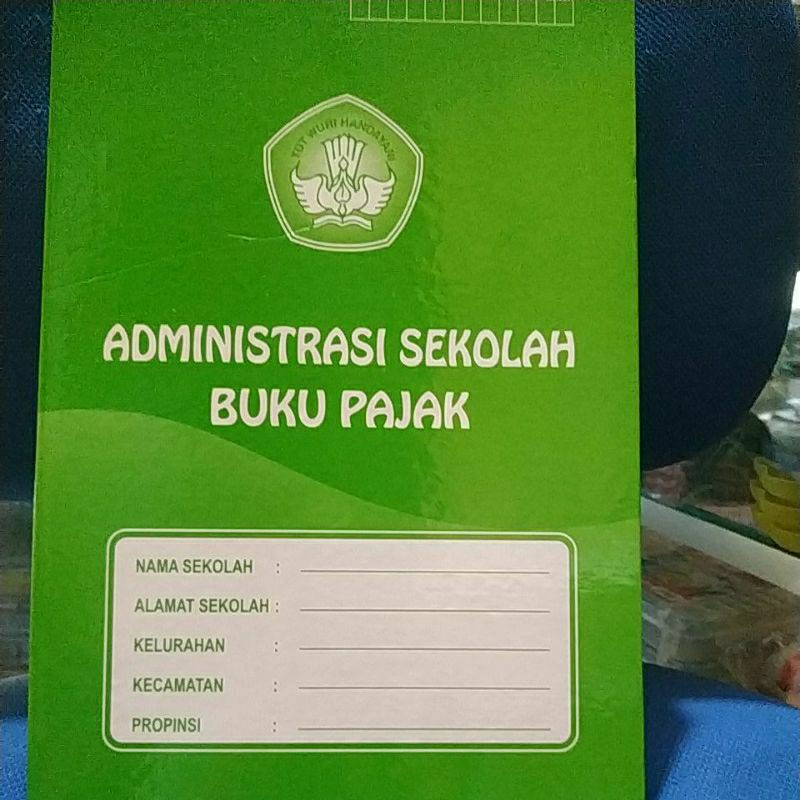 TUT WURI HANDAYANI
ADMINISTRASI SEKOLAH
BUKU PAJAK
NAMA SEKOLAH :
ALAMAT SEKOLAH :
KELURAHAN :
KECAMATAN :
PROPINSI :